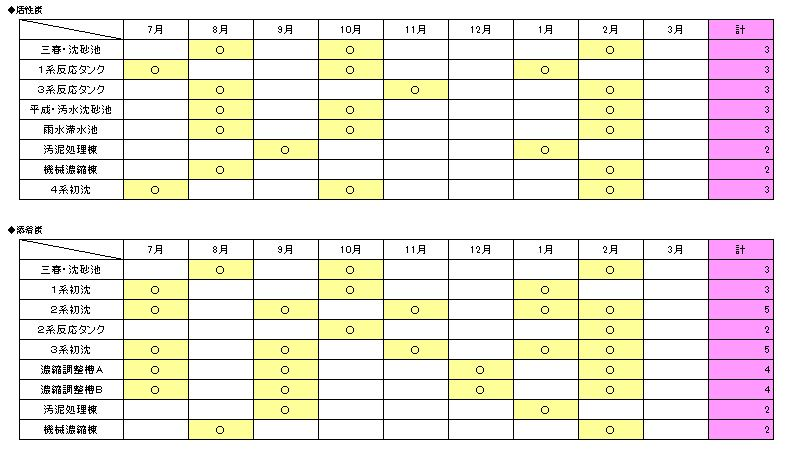 ◆活性炭
7月 8月 9月 10月 11月 12月 1月 2月 3月 計
三春・沈砂池 ○ ○ ○ 3
1系反応タンク ○ ○ ○ 3
3系反応タンク ○ ○ ○ 3
平成・汚水沈砂池 ○ ○ ○ 3
雨水滞水池 ○ ○ ○ 3
汚泥処理棟 ○ ○ 2
機械濃縮棟 ○ ○ 2
4系初沈 ○ ○ ○ 3
◆添着炭
7月 8月 9月 10月 11月 12月 1月 2月 3月 計
三春・沈砂池 ○ ○ ○ 3
1系初沈 ○ ○ ○ 3
2系初沈 ○ ○ ○ ○ ○ 5
2系反応タンク ○ ○ 2
3系初沈 ○ ○ ○ ○ ○ 5
濃縮調整槽A ○ ○ ○ ○ 4
濃縮調整槽B ○ ○ ○ ○ 4
汚泥処理棟 ○ ○ 2
機械濃縮棟 ○ ○ 2